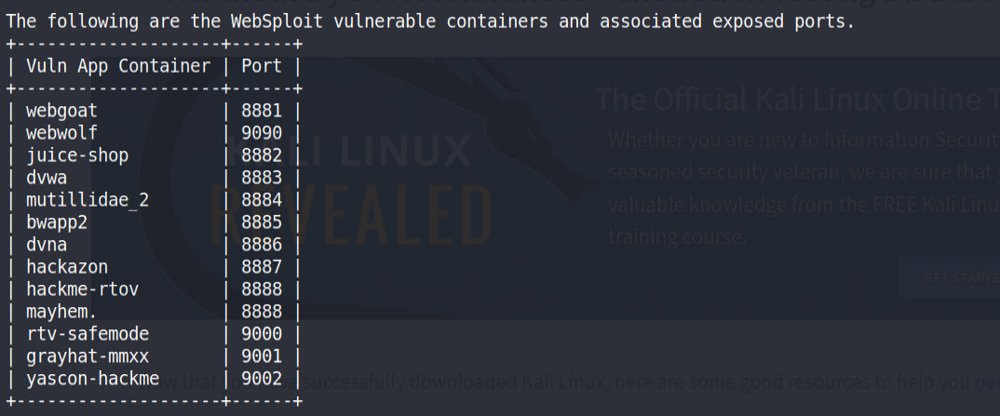 The following are the WebSploit vulnerable containers and associated exposed ports.
+---------------------+------+
| Vuln App Container | Port |
+---------------------+------+
| webgoat | 8881 |
| webwolf | 9090 |
| juice-shop | 8882 |
| dvwa | 8883 |
| mutillidae_2 | 8884 |
| bwapp2 | 8885 |
| dvna | 8886 |
| hackazon | 8887 |
| hackme-rtov | 8888 |
| mayhem. | 8888 |
| rtv-safemode | 9000 |
| grayhat-mmxx | 9001 |
| yascon-hackme | 9002 |
+---------------------+------+
KALI LINUX
REVEALED
The Official Kali Linux Online T
Whether you are new to Information Securit
seasoned security veteran, we are sure that y
valuable knowledge from the FREE Kali Linu
training course.
GET STARTE
successfully downloaded Kali Linux, here are some good resources to help you ge